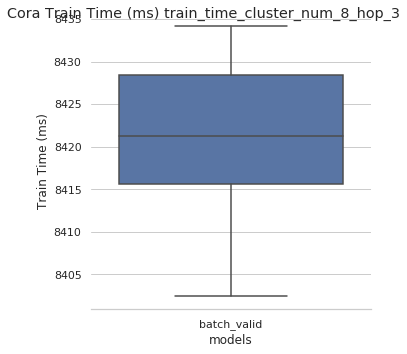 Cora Train Time (ms) train_time_cluster_num_8_hop_3
8435
8430
8425
8420
8415
8410
8405
Train Time (ms)
batch_valid
models